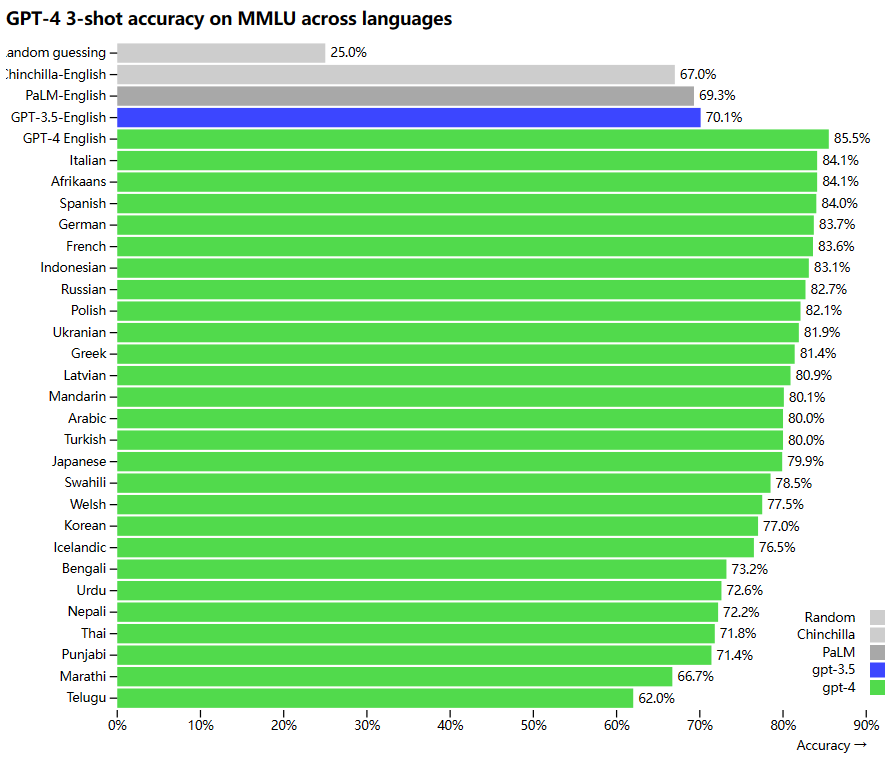 GPT-4 3-shot accuracy on MMLU across languages
andom guessing 25.0%
Chinchilla-English 67.0%
PaLM-English 69.3%
GPT-3.5-English 70.1%
GPT-4 English 85.5%
Italian 84.1%
Afrikaans 84.1%
Spanish 84.0%
German 83.7%
French 83.6%
Indonesian 83.1%
Russian 82.7%
Polish 82.1%
Ukranian 81.9%
Greek 81.4%
Latvian 80.9%
Mandarin 80.1%
Arabic 80.0%
Turkish 80.0%
Japanese 79.9%
Swahili 78.5%
Welsh 77.5%
Korean 77.0%
Icelandic 76.5%
Bengali 73.2%
Urdu 72.6%
Nepali 72.2%
Thai 71.8%
Punjabi 71.4%
Marathi 66.7%
Telugu 62.0%
Random
Chinchilla
PaLM
gpt-3.5
gpt-4
0% 10% 20% 30% 40% 50% 60% 70% 80% 90%
Accuracy →